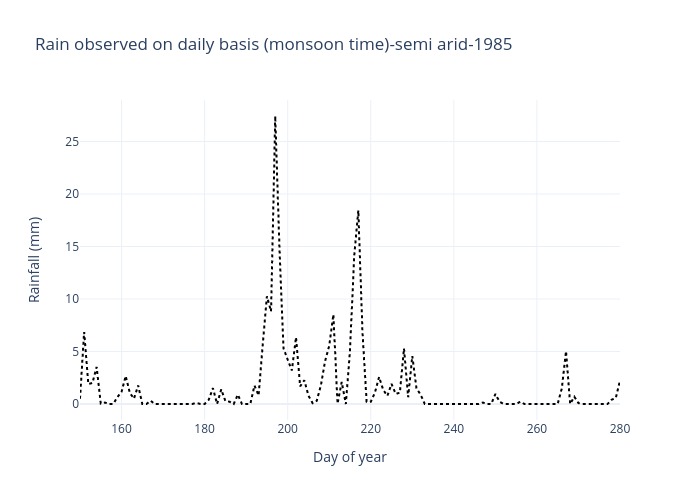 Rain observed on daily basis (monsoon time)-semi arid-1985
25
20
15
10
5
0
Rainfall (mm)
160 180 200 220 240 260 280
Day of year